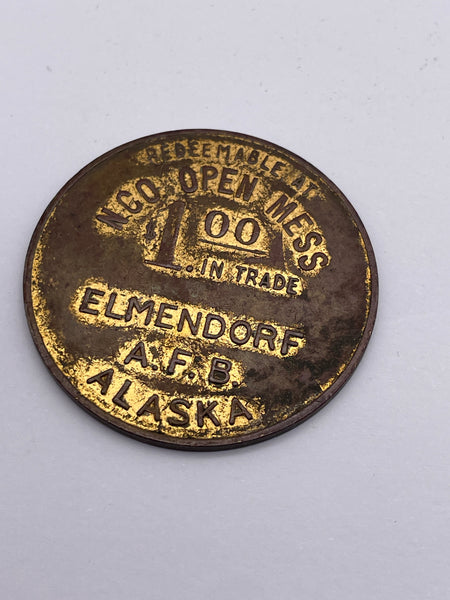 REDEEMABLE AT
N.C.O. OPEN MESS
1.00
IN TRADE
ELMENDORF
A.F.B.
ALASKA